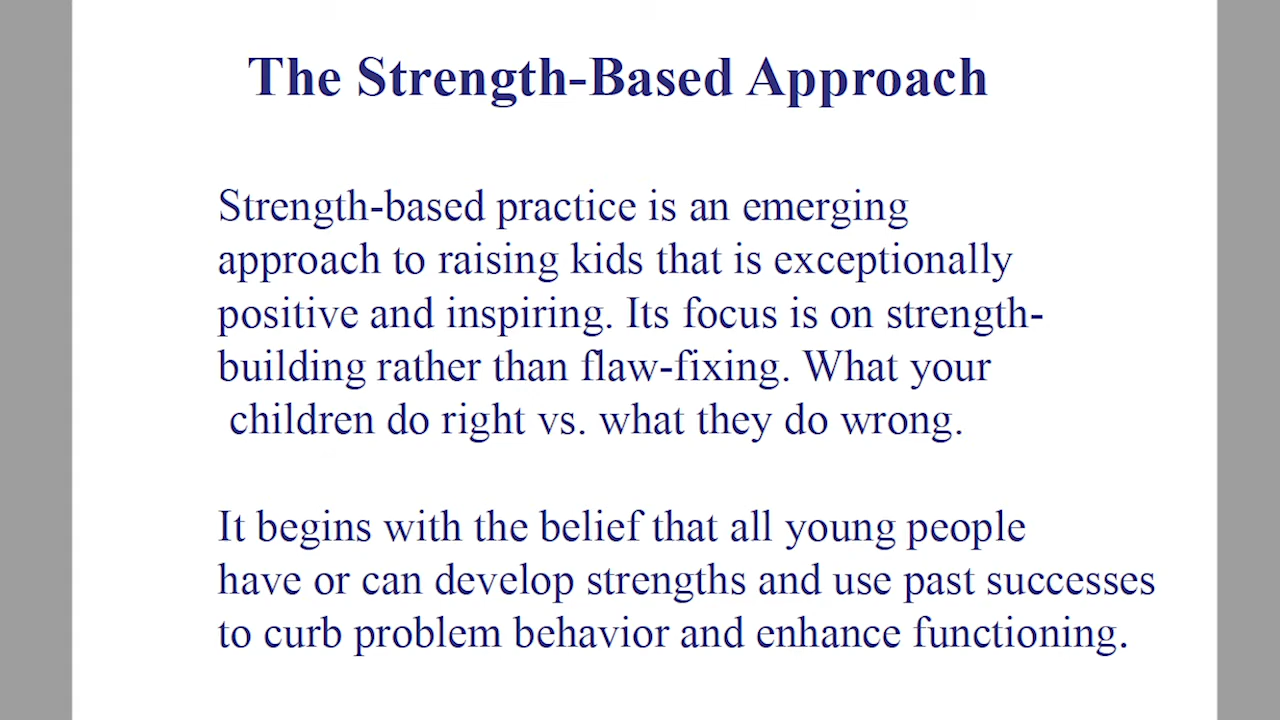 The Strength-Based Approach
Strength-based practice is an emerging
approach to raising kids that is exceptionally
positive and inspiring. Its focus is on strength-
building rather than flaw-fixing. What your
children do right vs. what they do wrong.
It begins with the belief that all young people
have or can develop strengths and use past successes
to curb problem behavior and enhance functioning.